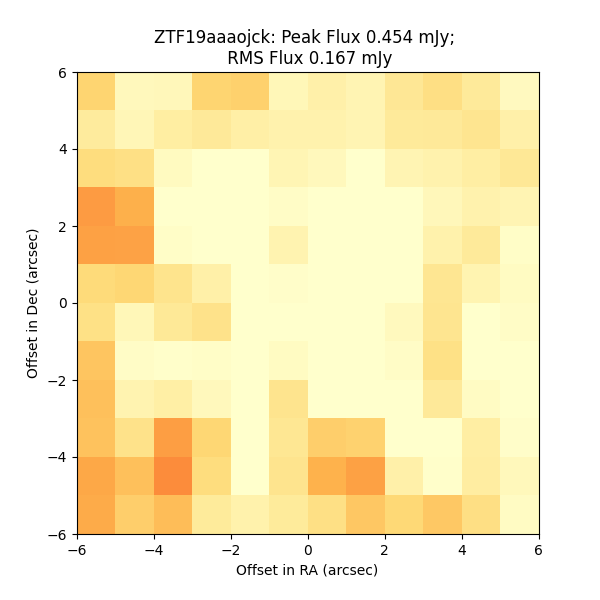 ZTF19aaaojck: Peak Flux 0.454 mJy;
RMS Flux 0.167 mJy
6
4
2
0
−2
−4
−6
Offset in Dec (arcsec)
−6 −4 −2 0 2 4 6
Offset in RA (arcsec)